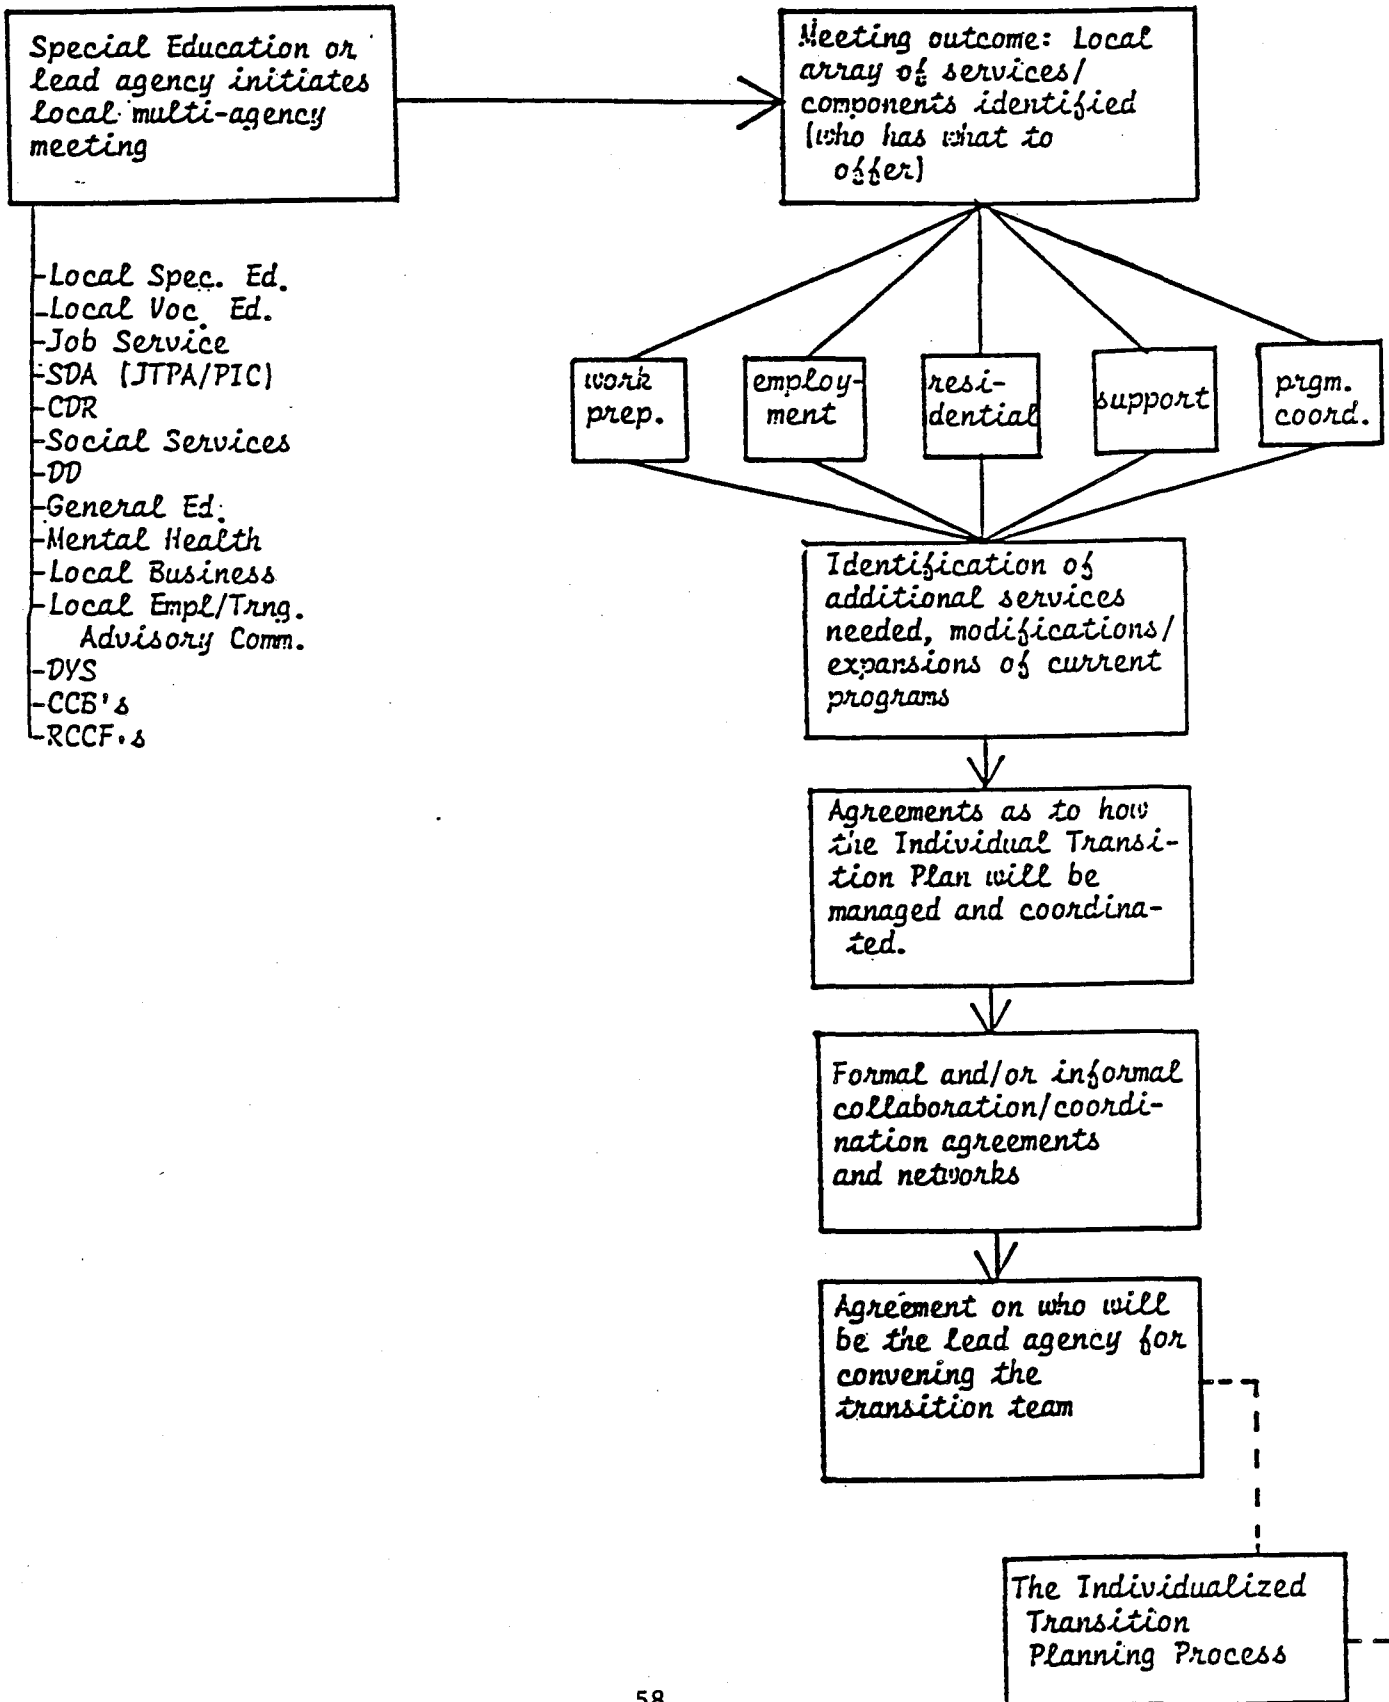 Special Education or
lead agency initiates
local multi-agency
meeting
-Local Spec. Ed.
-Local Voc. Ed.
-Job Service
-SDA (JTPA/PIC)
-CDR
-Social Services
-DD
-General Ed.
-Mental Health
-Local Business
-Local Empl/Trng.
Advisory Comm.
-DYS
-CCB's
-RCCF's
Meeting outcome: Local
array of services/
components identified
(who has what to
offer)
work
prep.
employ-
ment
resi-
dential
support
prgm.
coord.
Identification of
additional services
needed, modifications/
expansions of current
programs
Agreements as to how
the Individual Transi-
tion Plan will be
managed and coordina-
ted.
Formal and/or informal
collaboration/coordi-
nation agreements
and networks
Agreement on who will
be the lead agency for
convening the
transition team
The Individualized
Transition
Planning Process
58